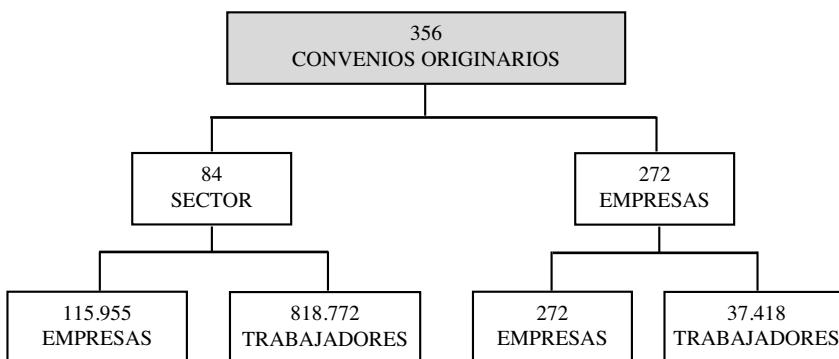 356
CONVENIOS ORIGINARIOS
84
SECTOR
272
EMPRESAS
115.955
EMPRESAS
818.772
TRABAJADORES
272
EMPRESAS
37.418
TRABAJADORES